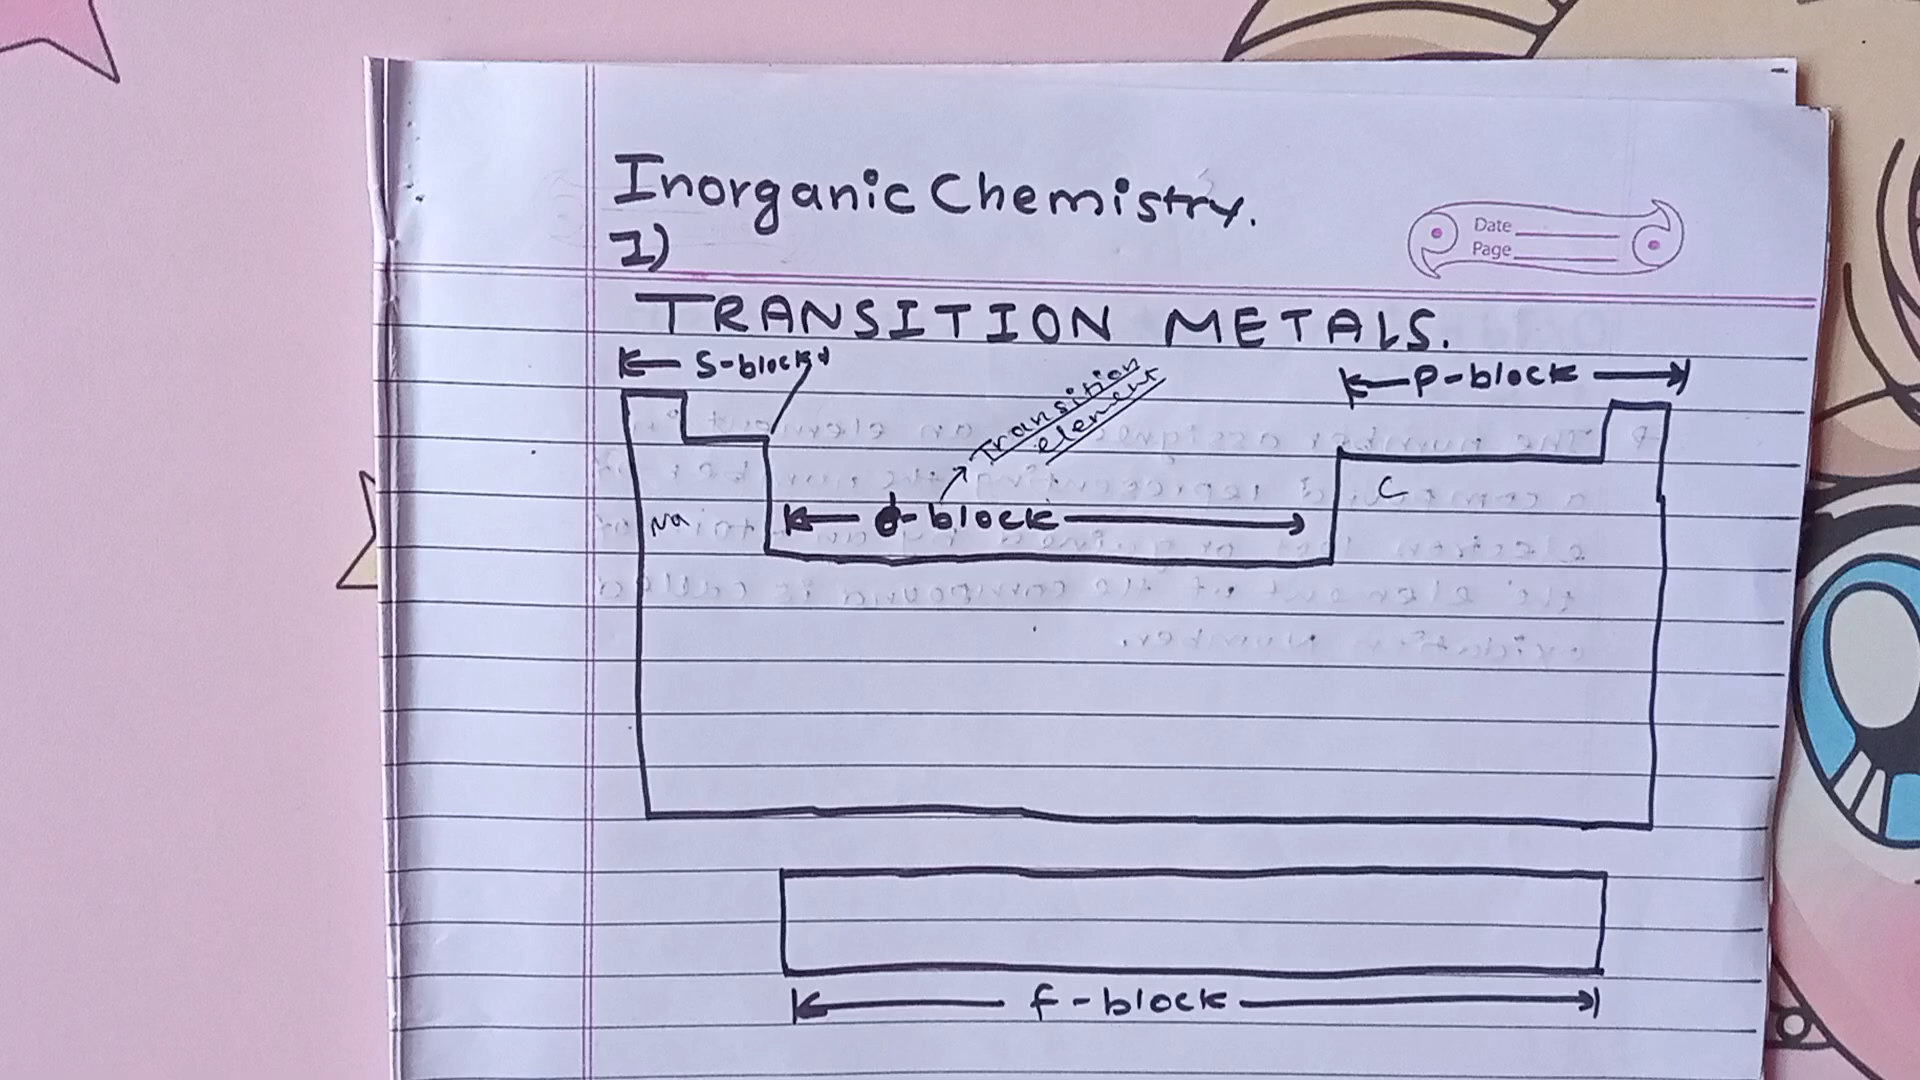 Inorganic Chemistry.
1)
Date
Page
TRANSITION METALS.
S-block
P-block
Transition
element
C
Na
d-block
f-block